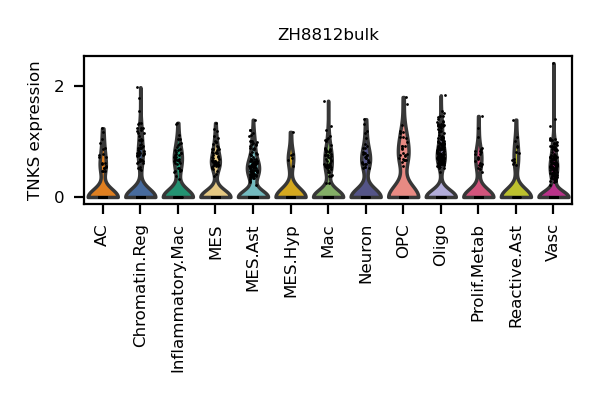 ZH8812bulk
TNKS expression
2
0
AC
Chromatin.Reg
Inflammatory.Mac
MES
MES.Ast
MES.Hyp
Mac
Neuron
OPC
Oligo
Prolif.Metab
Reactive.Ast
Vasc